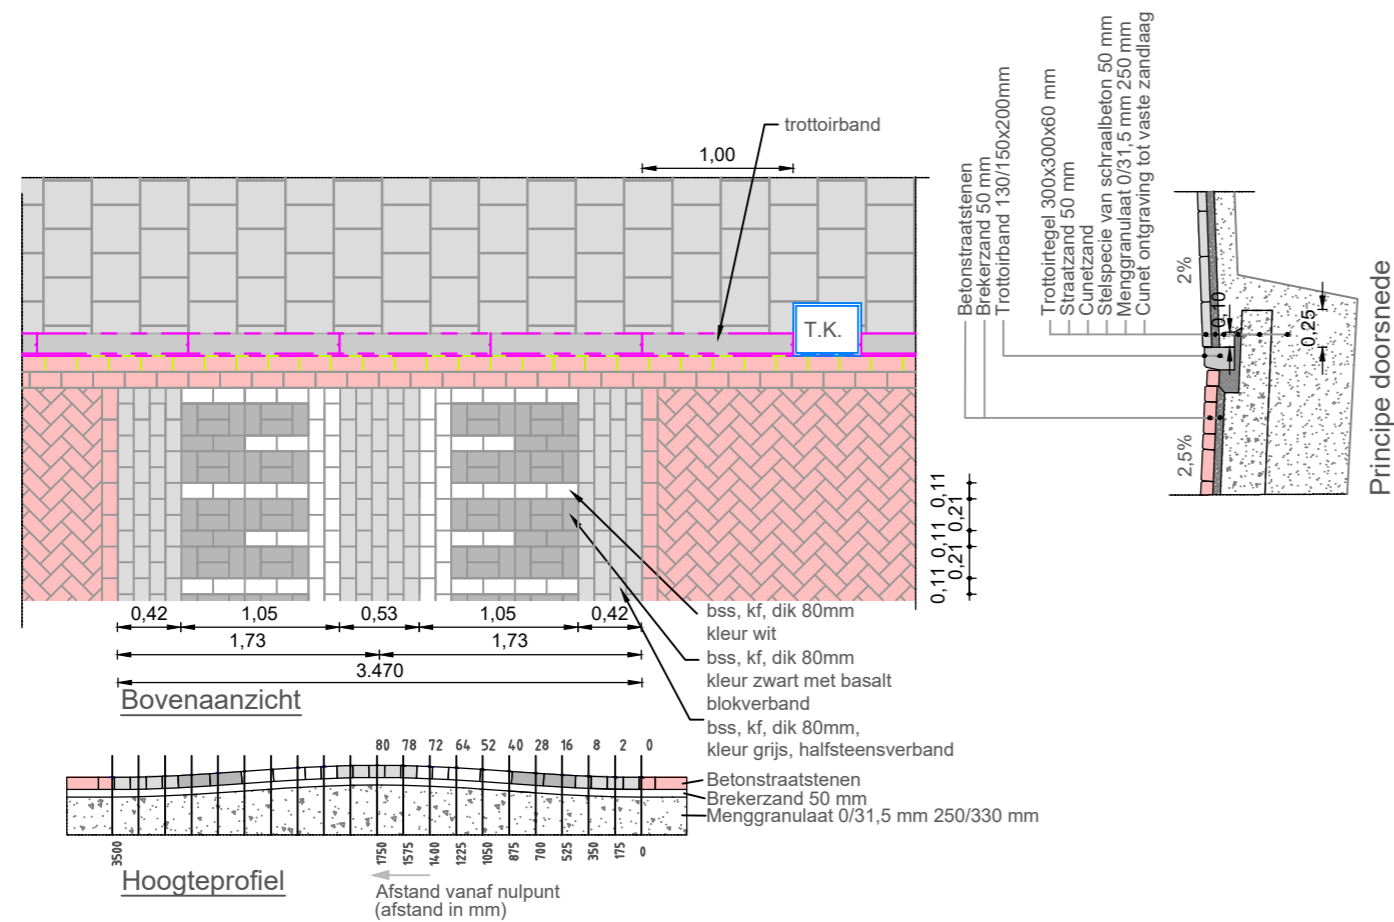 trottoirband
1,00
T.K.
Betonstraatstenen
Brekerzand 50 mm
Trottoirband 130/150x200mm
Trottoirtegel 300x300x60 mm
Straatzand 50 mm
Cunetzand
Stelspecie van schraalbeton 50 mm
Menggranulaat 0/31,5 mm 250 mm
Cunet ontgraving tot vaste zandlaag
2%
0,10
0,25
2,5%
Principe doorsnede
0,11
0,21
0,11
0,21
0,11
0,42 1,05 0,53 1,05 0,42
1,73 1,73
3.470
bss, kf, dik 80mm
kleur wit
bss, kf, dik 80mm
kleur zwart met basalt
blokverband
bss, kf, dik 80mm,
kleur grijs, halfsteensverband
Bovenaanzicht
80 78 72 64 52 40 28 16 8 2 0
Betonstraatstenen
Brekerzand 50 mm
Menggranulaat 0/31,5 mm 250/330 mm
3500 1750 1575 1400 1225 1050 875 700 525 350 175 0
Hoogteprofiel
Afstand vanaf nulpunt
(afstand in mm)